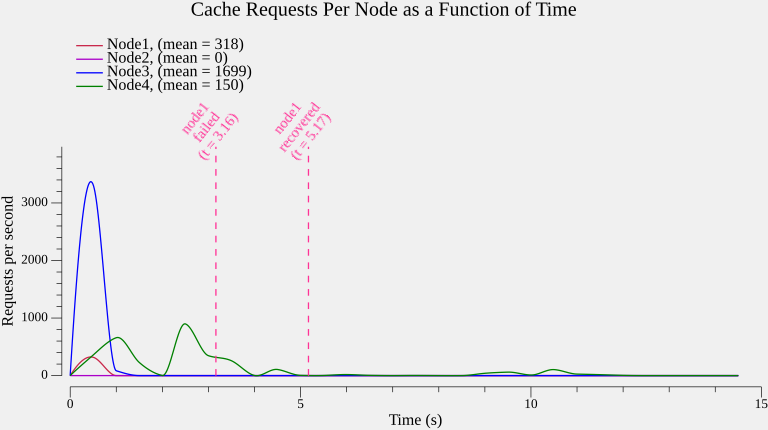 Cache Requests Per Node as a Function of Time
Node1, (mean = 318)
Node2, (mean = 0)
Node3, (mean = 1699)
Node4, (mean = 150)
node1
failed
(t = 3.16)
node1
recovered
(t = 5.17)
Requests per second
3000
2000
1000
0
0
5
10
15
Time (s)